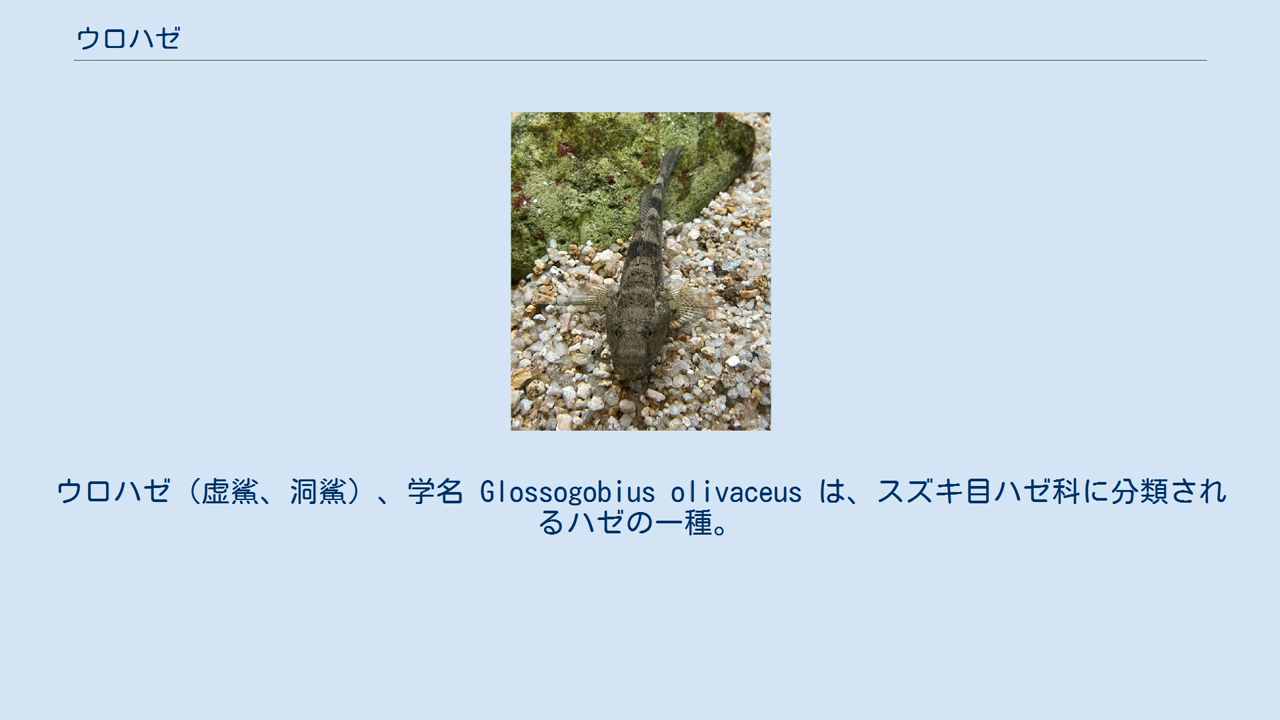 ウロハゼ
ウロハゼ（虚鯊、洞鯊）、学名 Glossogobius olivaceus は、スズキ目ハゼ科に分類され
るハゼの一種。